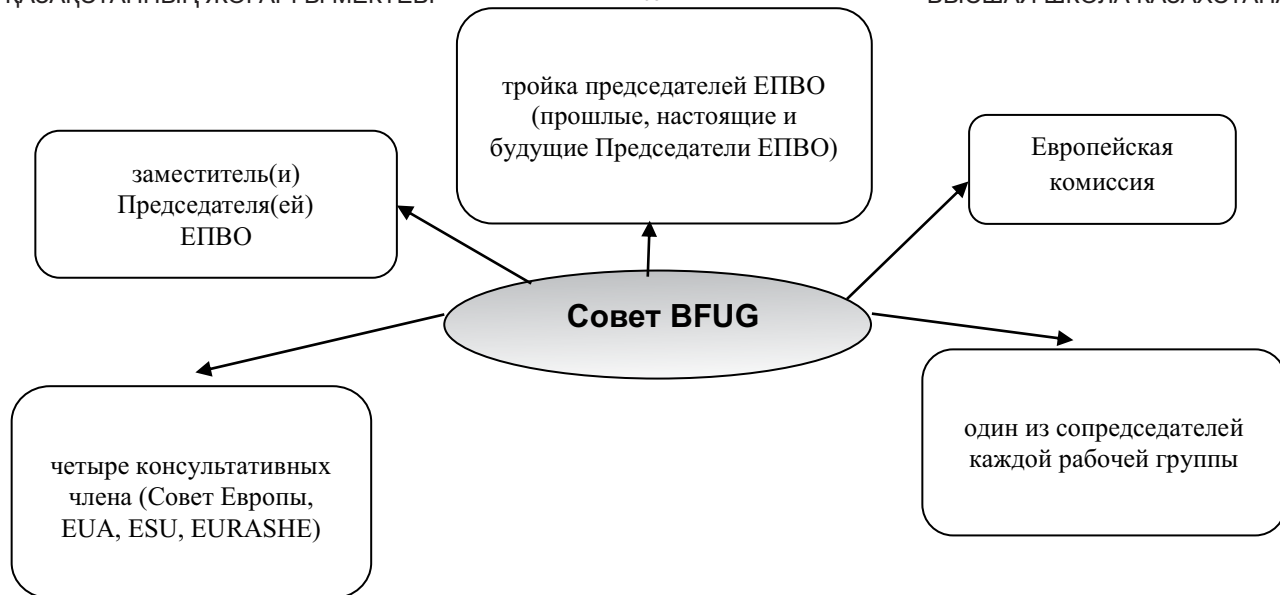 ҚАЗАҚСТАННЫҢ ЖОҒАРҒЫ МЕКТЕБІ
ВЫСШАЯ ШКОЛА КАЗАХСТАНА
тройка председателей ЕПВО
(прошлые, настоящие и
будущие Председатели ЕПВО)
заместитель(и)
Председателя(ей)
ЕПВО
Европейская
комиссия
Совет BFUG
четыре консультативных
члена (Совет Европы,
EUA, ESU, EURASHE)
один из сопредседателей
каждой рабочей группы